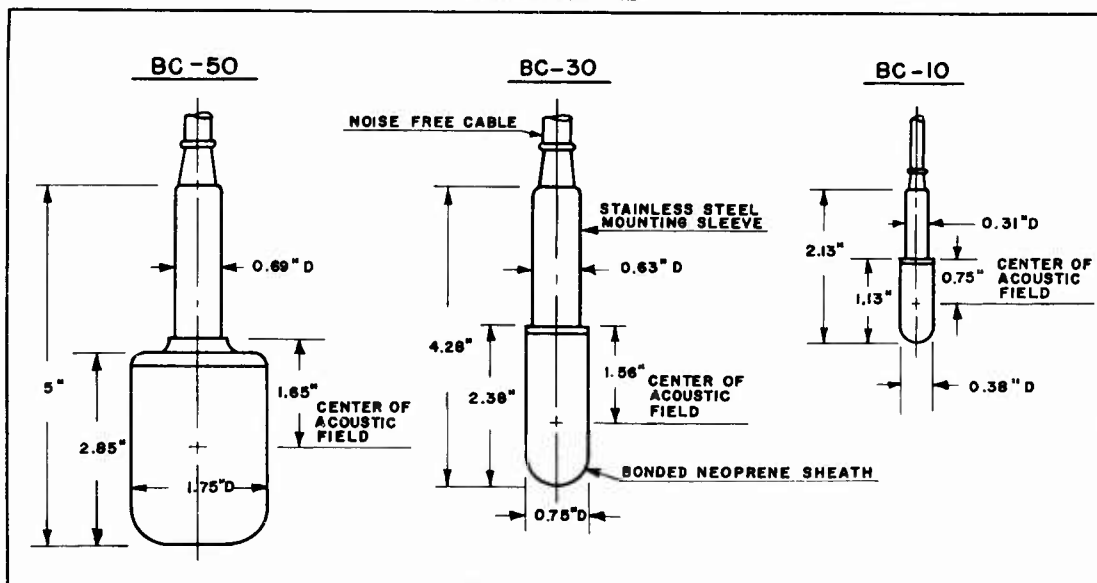 BC-50
BC-30
BC-10
NOISE FREE CABLE
STAINLESS STEEL
MOUNTING SLEEVE
0.31"D
2.13"
0.75"
CENTER OF
ACOUSTIC
FIELD
0.69" D
0.63" D
1.13"
4.28"
5"
1.65"
1.56"
0.38"D
2.38"
CENTER OF
ACOUSTIC
FIELD
CENTER OF
ACOUSTIC
FIELD
2.85"
BONDED NEOPRENE SHEATH
1.75"D
0.75"D